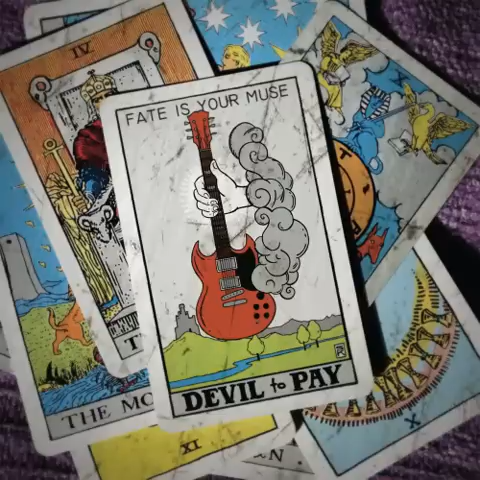 IV
FATE IS YOUR MUSE
X
DEVIL to PAY
THE MO
XI
X